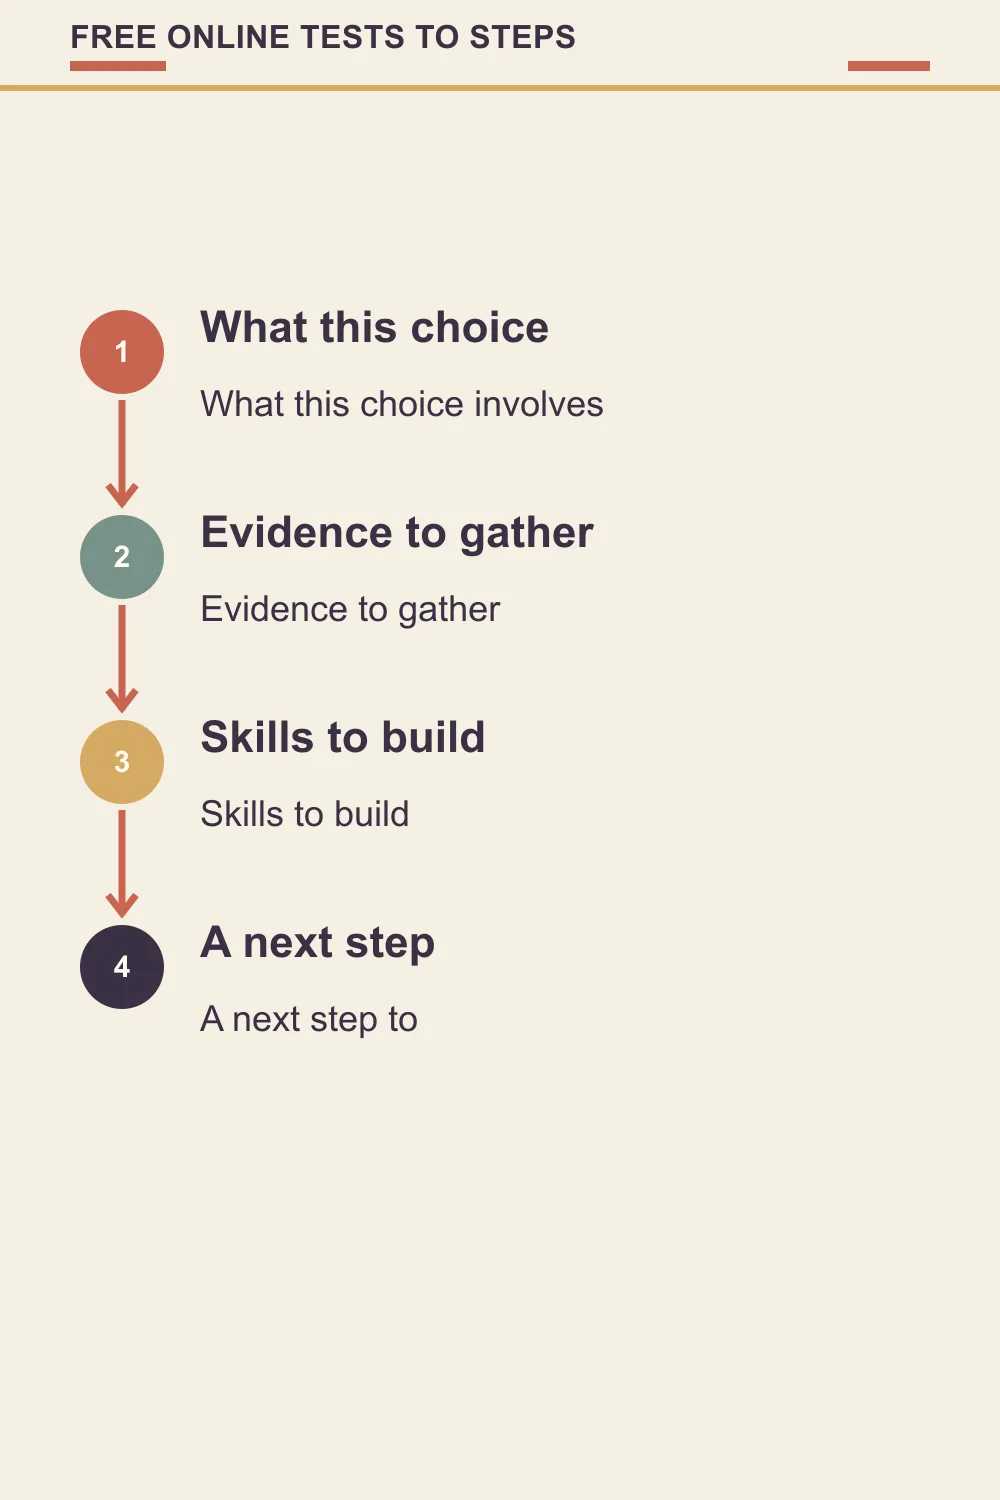 FREE ONLINE TESTS TO STEPS
1
What this choice
What this choice involves
2
Evidence to gather
Evidence to gather
3
Skills to build
Skills to build
4
A next step
A next step to